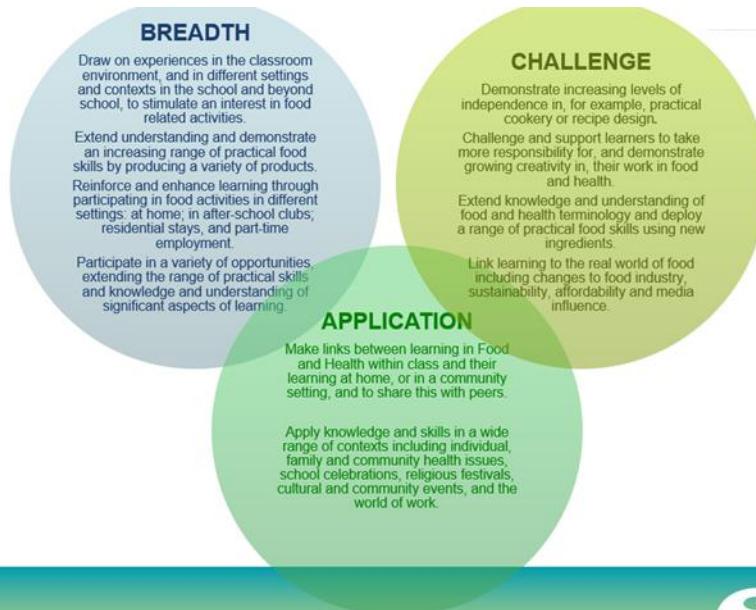 BREADTH
Draw on experiences in the classroom
environment, and in different settings
and contexts in the school and beyond
school, to stimulate an interest in food
related activities.
Extend understanding and demonstrate
an increasing range of practical food
skills by producing a variety of products.
Reinforce and enhance learning through
participating in food activities in different
settings: at home; in after-school clubs;
residential stays, and part-time
employment.
Participate in a variety of opportunities,
extending the range of practical skills
and knowledge and understanding of
significant aspects of learning.
CHALLENGE
Demonstrate increasing levels of
independence in, for example, practical
cookery or recipe design.
Challenge and support learners to take
more responsibility for, and demonstrate
growing creativity in, their work in food
and health.
Extend knowledge and understanding of
food and health terminology and deploy
a range of practical food skills using new
ingredients.
Link learning to the real world of food
including changes to food industry,
sustainability, affordability and media
influence.
APPLICATION
Make links between learning in Food
and Health within class and their
learning at home, or in a community
setting, and to share this with peers.
Apply knowledge and skills in a wide
range of contexts including individual,
family and community health issues,
school celebrations, religious festivals,
cultural and community events, and the
world of work.